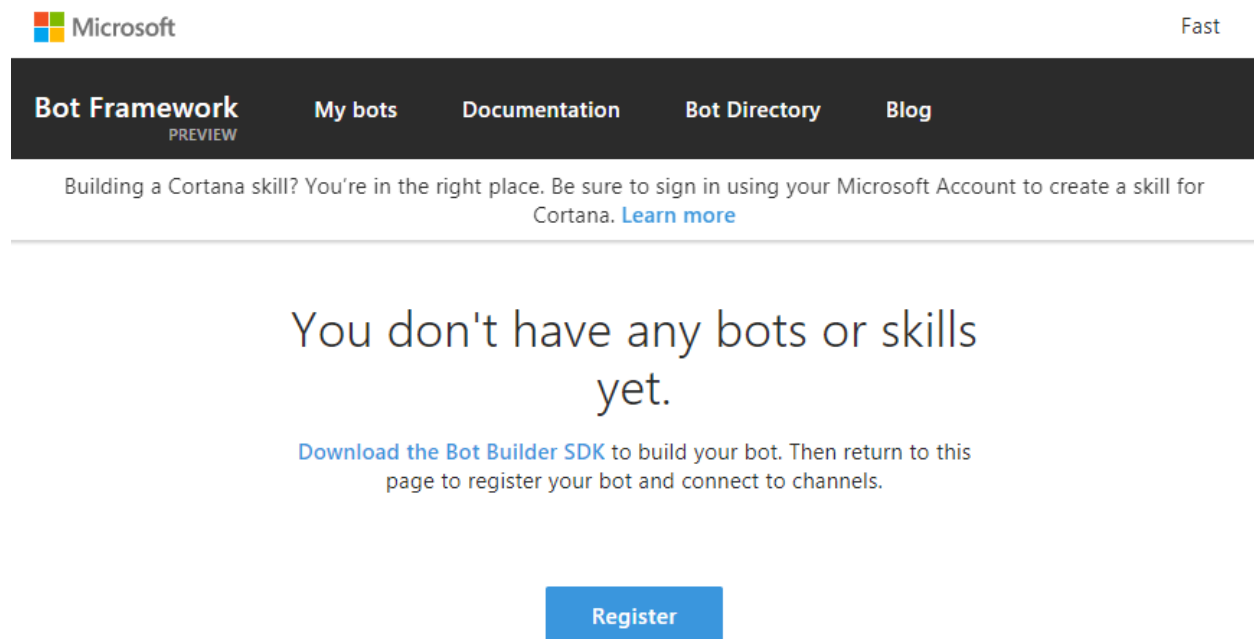 Microsoft
Fast
Bot Framework
PREVIEW
My bots
Documentation
Bot Directory
Blog
Building a Cortana skill? You're in the right place. Be sure to sign in using your Microsoft Account to create a skill for
Cortana. Learn more
You don't have any bots or skills
yet.
Download the Bot Builder SDK to build your bot. Then return to this
page to register your bot and connect to channels.
Register